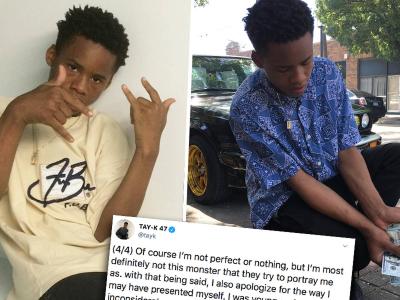 TAY-K 47
@tayk
(4/4) Of course I'm not perfect or nothing, but I'm most
definitely not this monster that they try to portray me
as. with that being said, I also apologize for the way I
may have presented myself, I was